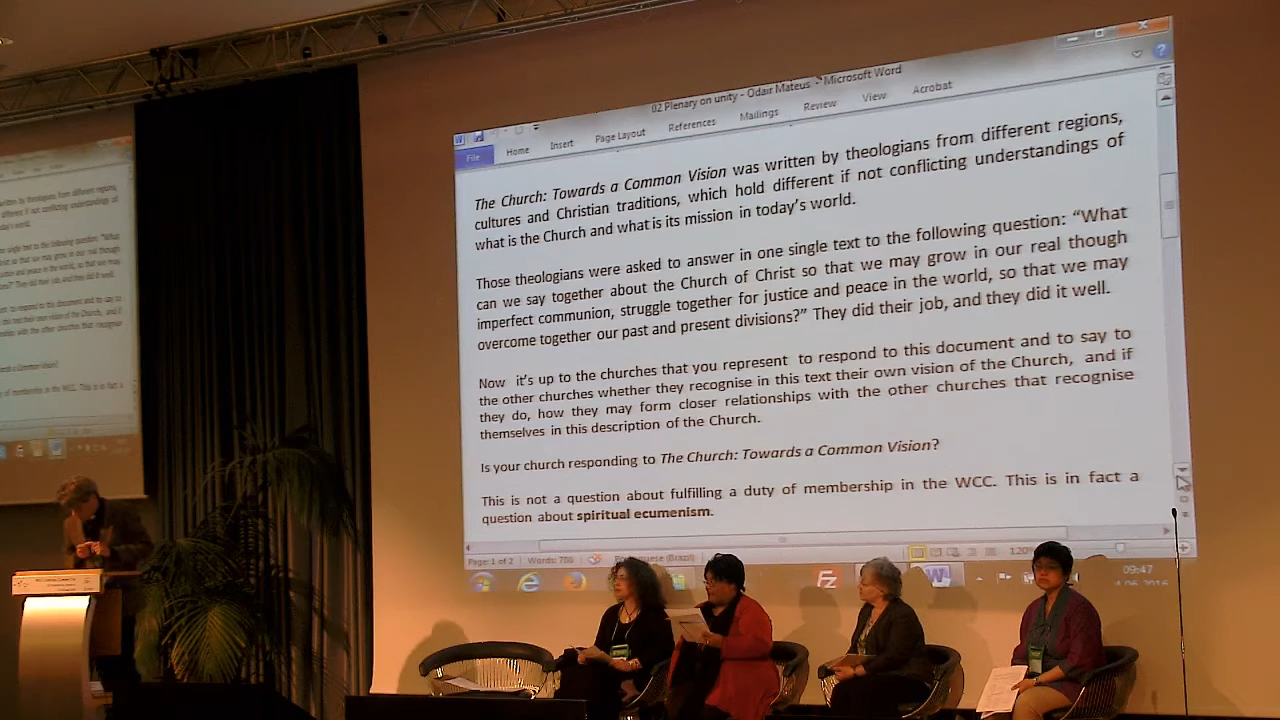 02 Plenary on unity - Odair Mateus - Microsoft Word
File Home Insert Page Layout References Mailings Review View Acrobat
The Church: Towards a Common Vision was written by theologians from different regions,
cultures and Christian traditions, which hold different if not conflicting understandings of
what is the Church and what is its mission in today's world.
Those theologians were asked to answer in one single text to the following question: "What
can we say together about the Church of Christ so that we may grow in our real though
imperfect communion, struggle together for justice and peace in the world, so that we may
overcome together our past and present divisions?" They did their job, and they did it well.
Now it's up to the churches that you represent to respond to this document and to say to
the other churches whether they recognise in this text their own vision of the Church, and if
they do, how they may form closer relationships with the other churches that recognise
themselves in this description of the Church.
Is your church responding to The Church: Towards a Common Vision?
This is not a question about fulfilling a duty of membership in the WCC. This is in fact a
question about spiritual ecumenism.
Page: 1 of 2 Words: 700 Portuguese (Brazil) 120%
09:47